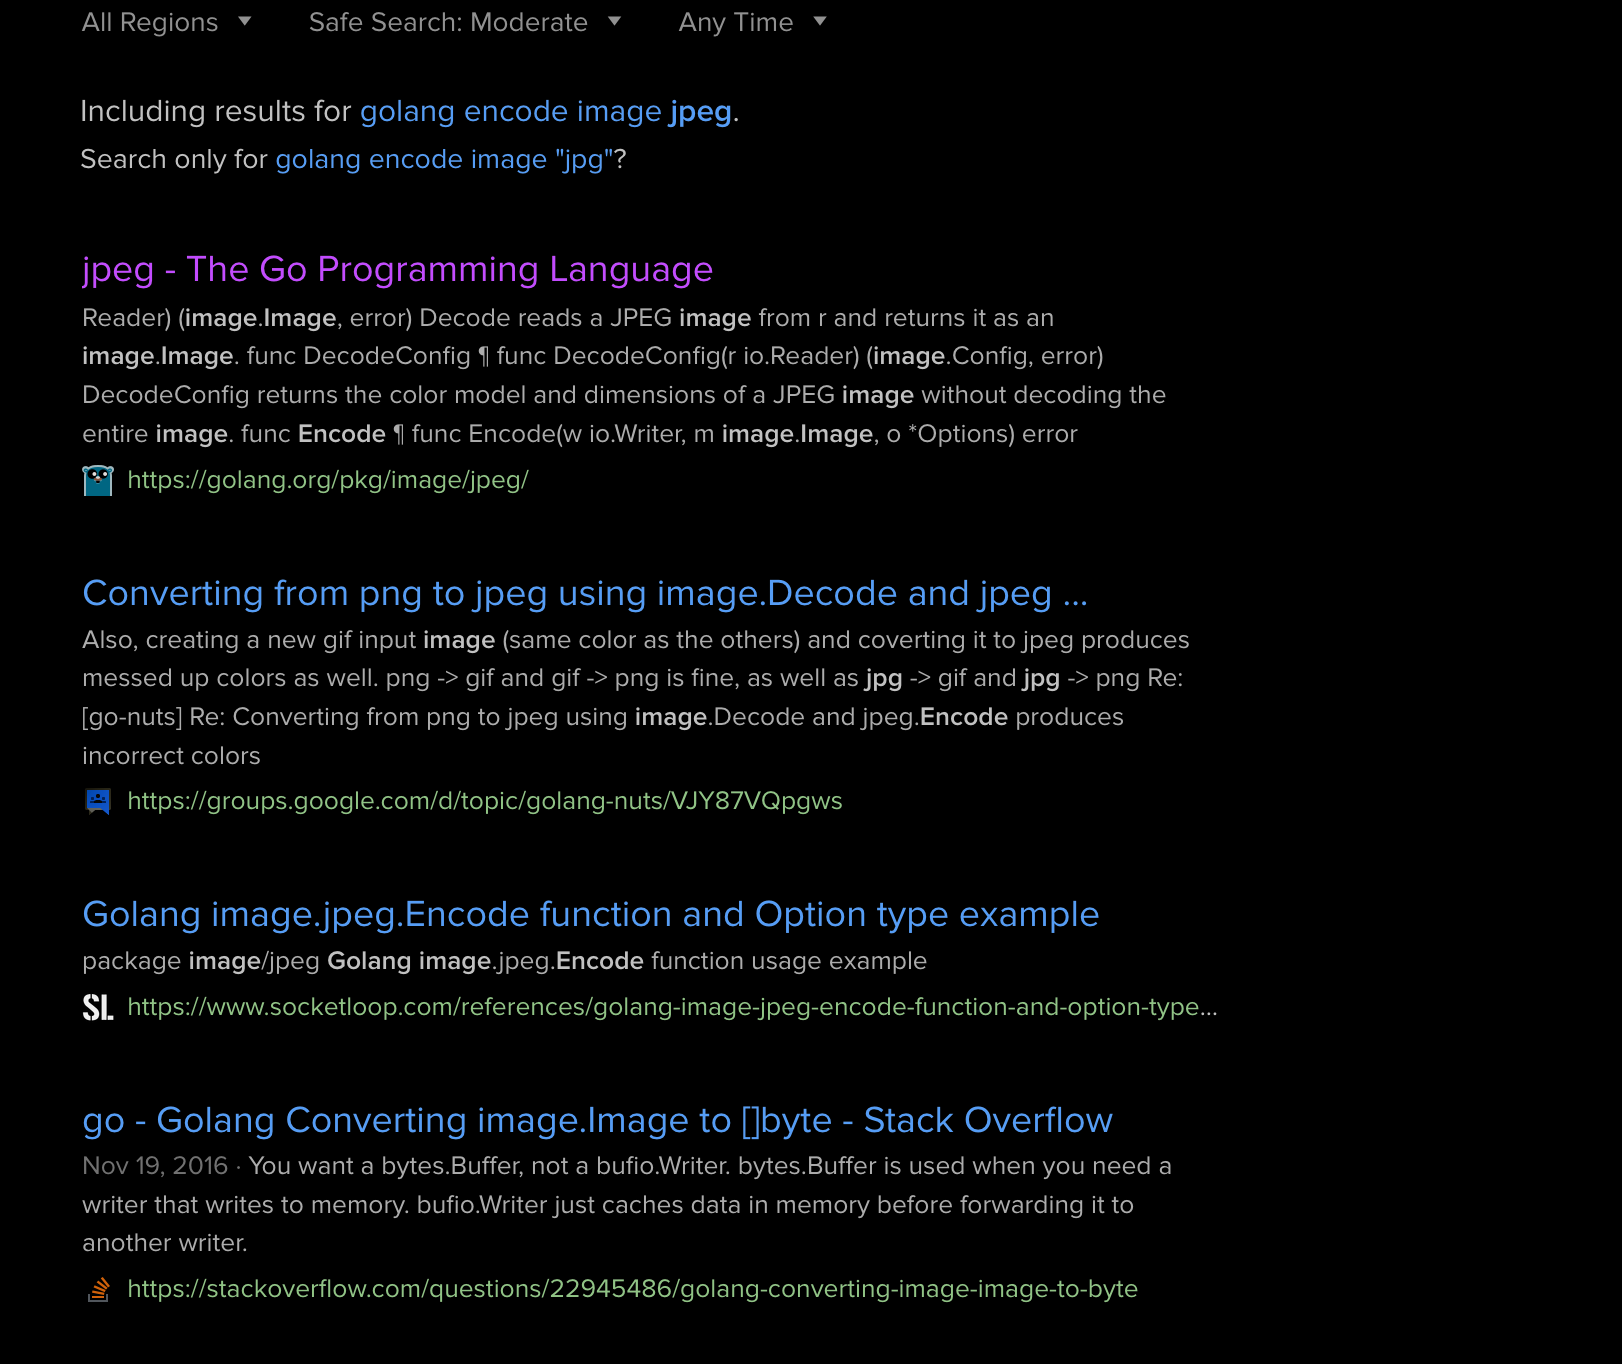 All Regions ▼ Safe Search: Moderate ▼ Any Time ▼
Including results for golang encode image jpeg.
Search only for golang encode image "jpg"?
jpeg - The Go Programming Language
Reader) (image.Image, error) Decode reads a JPEG image from r and returns it as an
image.Image. func DecodeConfig ¶ func DecodeConfig(r io.Reader) (image.Config, error)
DecodeConfig returns the color model and dimensions of a JPEG image without decoding the
entire image. func Encode ¶ func Encode(w io.Writer, m image.Image, o *Options) error
https://golang.org/pkg/image/jpeg/
Converting from png to jpeg using image.Decode and jpeg ...
Also, creating a new gif input image (same color as the others) and coverting it to jpeg produces
messed up colors as well. png -> gif and gif -> png is fine, as well as jpg -> gif and jpg -> png Re:
[go-nuts] Re: Converting from png to jpeg using image.Decode and jpeg.Encode produces
incorrect colors
https://groups.google.com/d/topic/golang-nuts/VJY87VQpgws
Golang image.jpeg.Encode function and Option type example
package image/jpeg Golang image.jpeg.Encode function usage example
SL https://www.socketloop.com/references/golang-image-jpeg-encode-function-and-option-type...
go - Golang Converting image.Image to []byte - Stack Overflow
Nov 19, 2016 · You want a bytes.Buffer, not a bufio.Writer. bytes.Buffer is used when you need a
writer that writes to memory. bufio.Writer just caches data in memory before forwarding it to
another writer.
https://stackoverflow.com/questions/22945486/golang-converting-image-image-to-byte